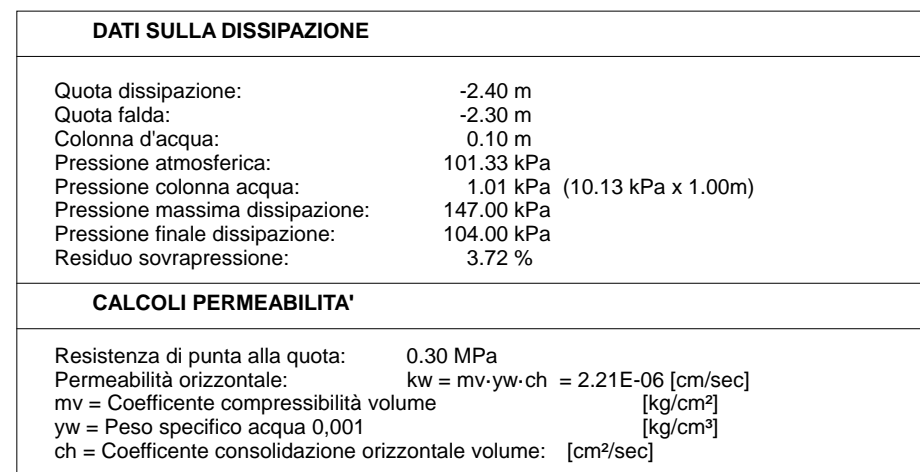 DATI SULLA DISSIPAZIONE
Quota dissipazione: -2.40 m
Quota falda: -2.30 m
Colonna d'acqua: 0.10 m
Pressione atmosferica: 101.33 kPa
Pressione colonna acqua: 1.01 kPa (10.13 kPa x 1.00m)
Pressione massima dissipazione: 147.00 kPa
Pressione finale dissipazione: 104.00 kPa
Residuo sovrapressione: 3.72 %
CALCOLI PERMEABILITA'
Resistenza di punta alla quota: 0.30 MPa
Permeabilità orizzontale: kw = mv·yw·ch = 2.21E-06 [cm/sec]
mv = Coefficente compressibilità volume [kg/cm²]
yw = Peso specifico acqua 0,001 [kg/cm³]
ch = Coefficente consolidazione orizzontale volume: [cm²/sec]